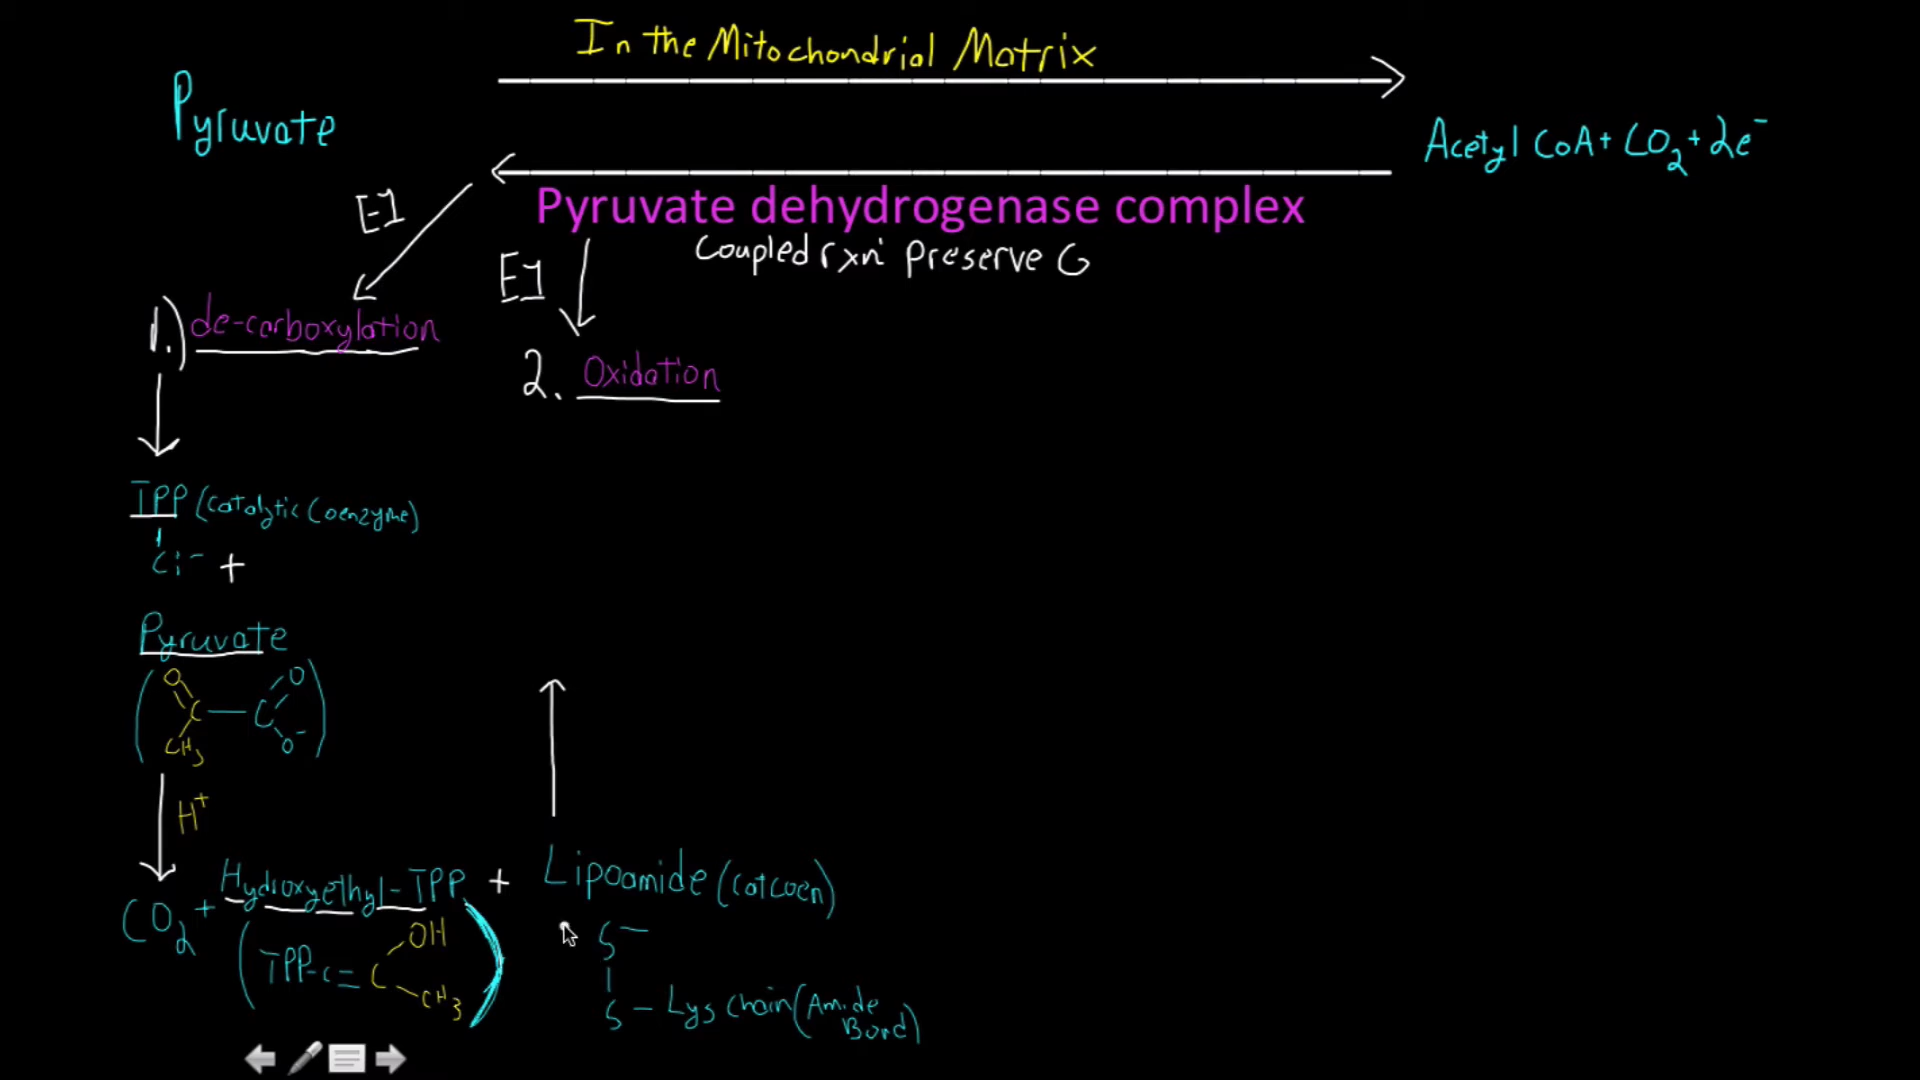 In the Mitochondrial Matrix
Pyruvate
Acetyl CoA + CO2 + 2e-
E1
Pyruvate dehydrogenase complex
Coupled rxn' Preserve G
E1
1.) de-carboxylation
2. Oxidation
TPP (catalytic coenzyme)
C:- +
Pyruvate
O O
C — C
CH3 O-
H+
CO2 + Hydroxyethyl-TPP + Lipoamide (cat coen)
(TPP-C=C OH CH3)
S —
S — Lys chain (Amide
Bond)